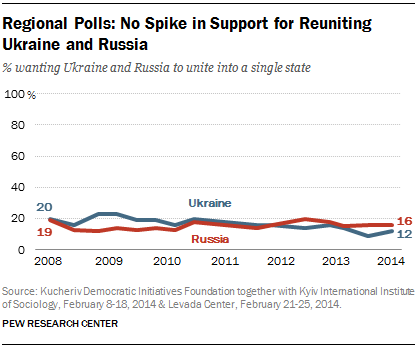 Regional Polls: No Spike in Support for Reuniting
Ukraine and Russia
% wanting Ukraine and Russia to unite into a single state
100 %
80
60
40
20
0
20
19
Ukraine
Russia
16
12
2008 2009 2010 2011 2012 2013 2014
Source: Kucheriv Democratic Initiatives Foundation together with Kyiv International Institute
of Sociology, February 8-18, 2014 & Levada Center, February 21-25, 2014.
PEW RESEARCH CENTER